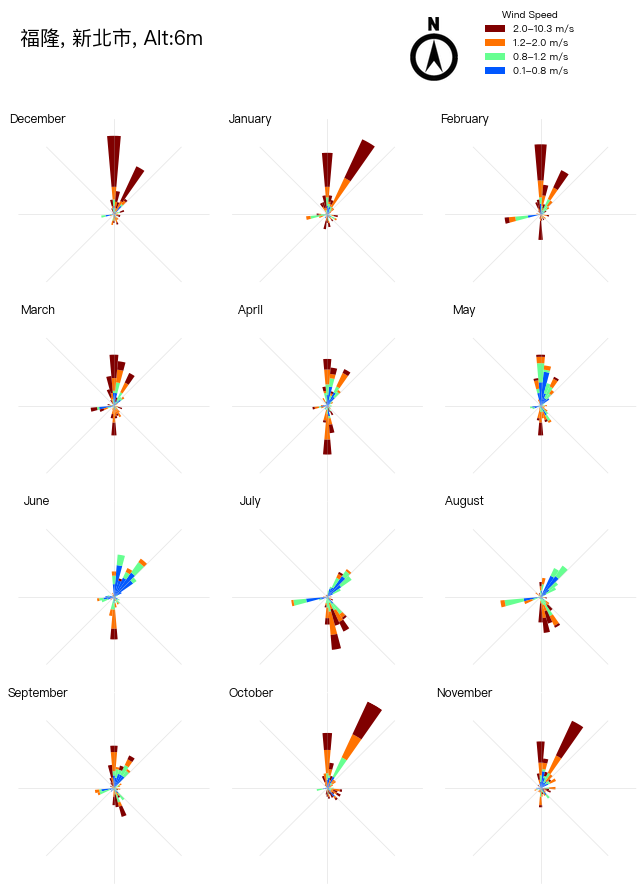 福隆, 新北市, Alt:6m
N
Wind Speed
2.0–10.3 m/s
1.2–2.0 m/s
0.8–1.2 m/s
0.1–0.8 m/s
December
January
February
March
April
May
June
July
August
September
October
November